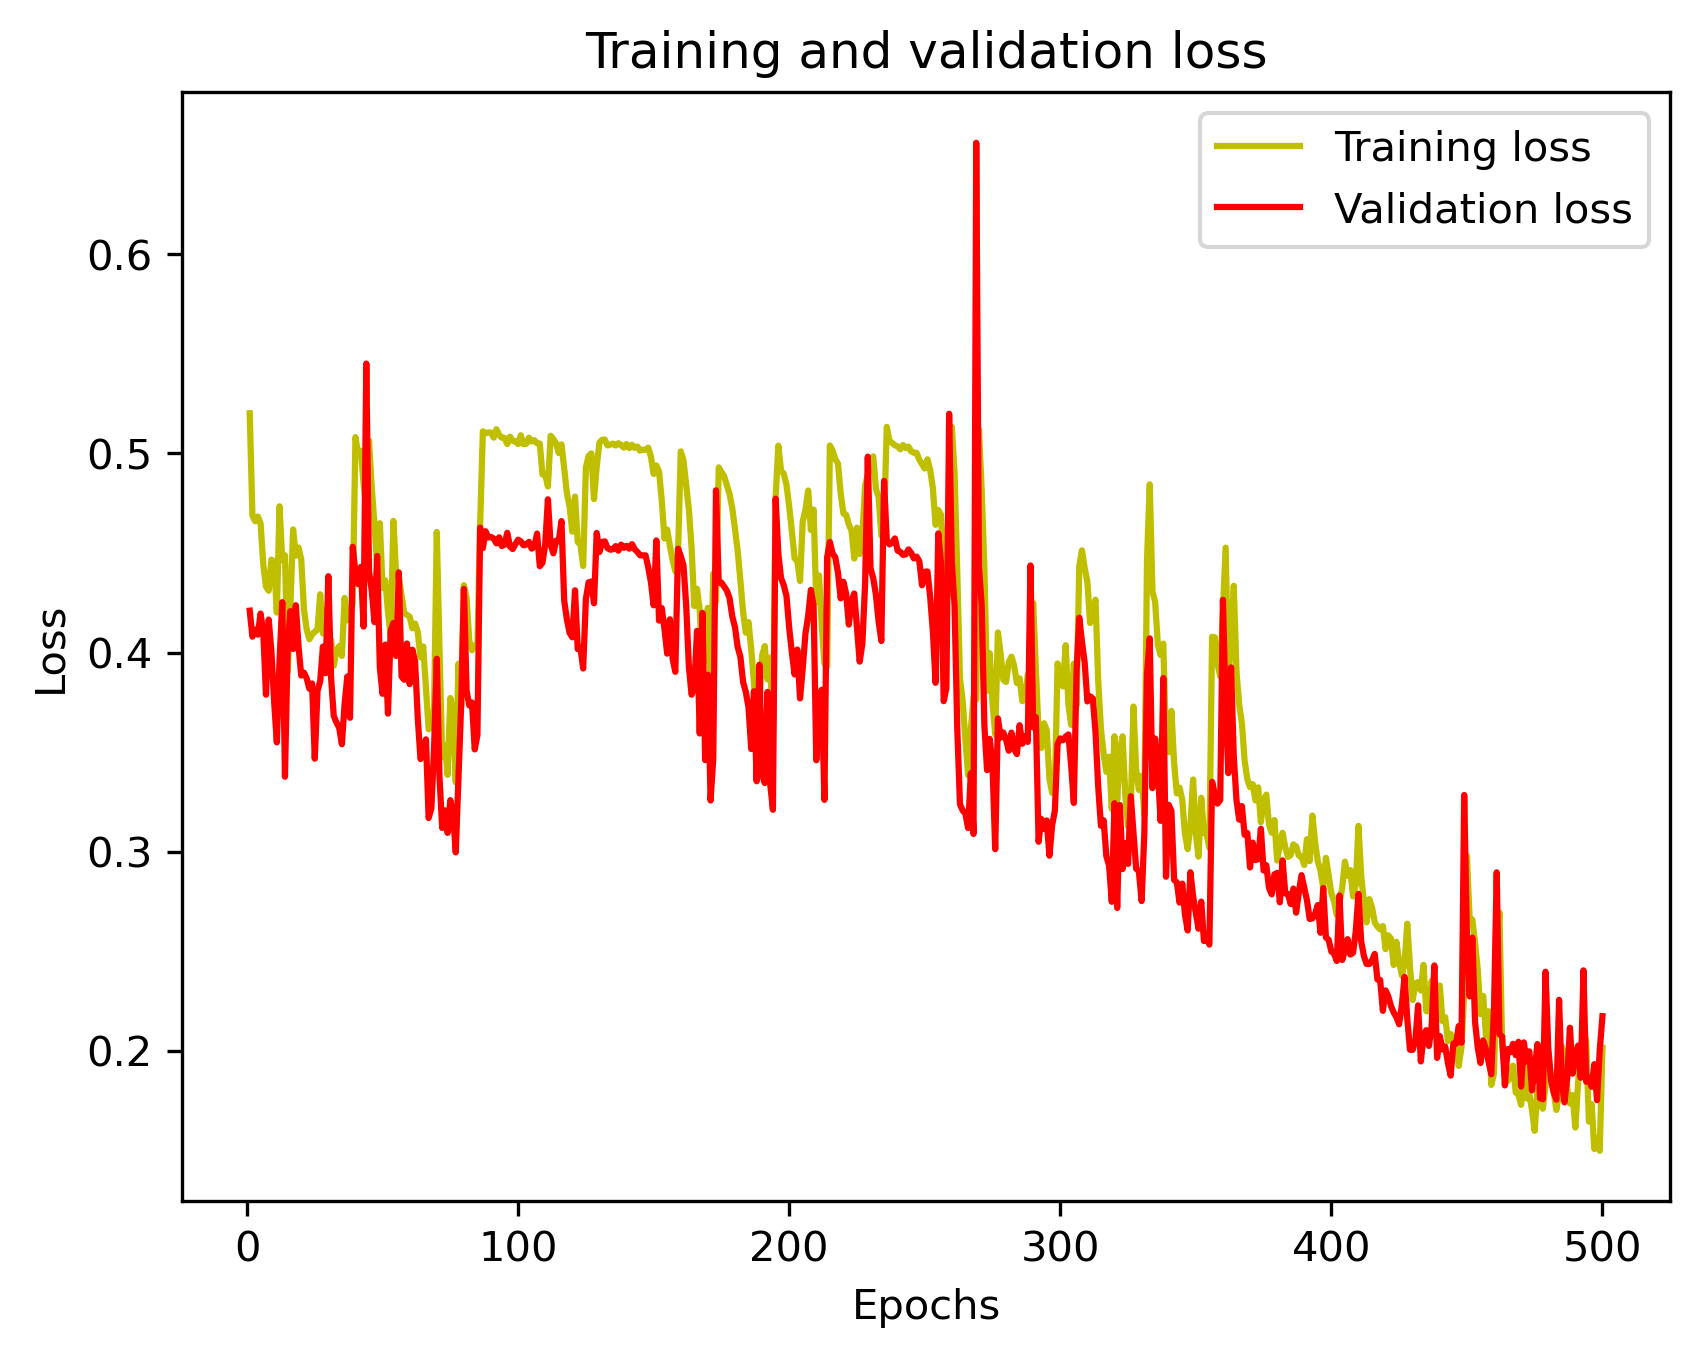 Training and validation loss
Training loss
Validation loss
Loss
0.6
0.5
0.4
0.3
0.2
0 100 200 300 400 500
Epochs